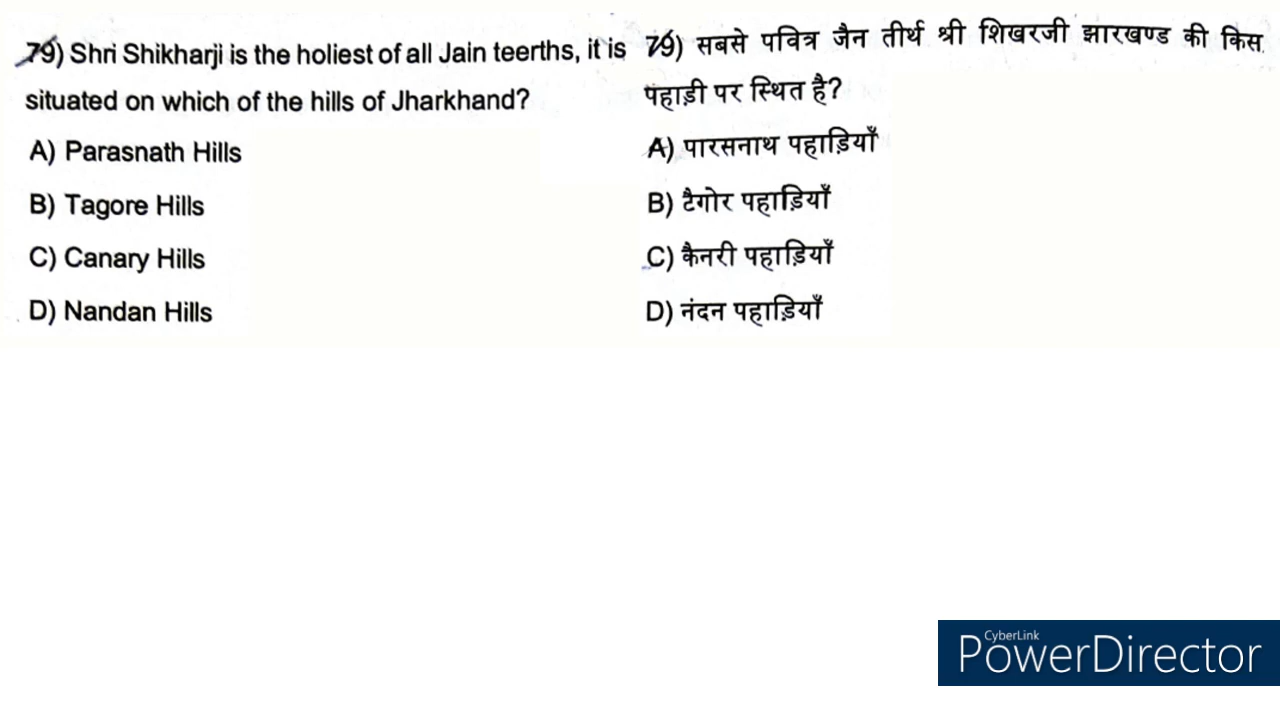 79) Shri Shikharji is the holiest of all Jain teerths, it is
situated on which of the hills of Jharkhand?
A) Parasnath Hills
B) Tagore Hills
C) Canary Hills
D) Nandan Hills
79) सबसे पवित्र जैन तीर्थ श्री शिखरजी झारखण्ड की किस
पहाड़ी पर स्थित है?
A) पारसनाथ पहाड़ियाँ
B) टैगोर पहाड़ियाँ
C) कैनरी पहाड़ियाँ
D) नंदन पहाड़ियाँ
CyberLink
PowerDirector